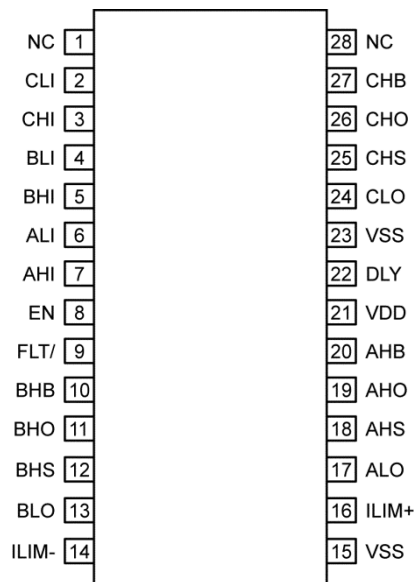 NC 1 28 NC
CLI 2 27 CHB
CHI 3 26 CHO
BLI 4 25 CHS
BHI 5 24 CLO
ALI 6 23 VSS
AHI 7 22 DLY
EN 8 21 VDD
FLT/ 9 20 AHB
BHB 10 19 AHO
BHO 11 18 AHS
BHS 12 17 ALO
BLO 13 16 ILIM+
ILIM- 14 15 VSS